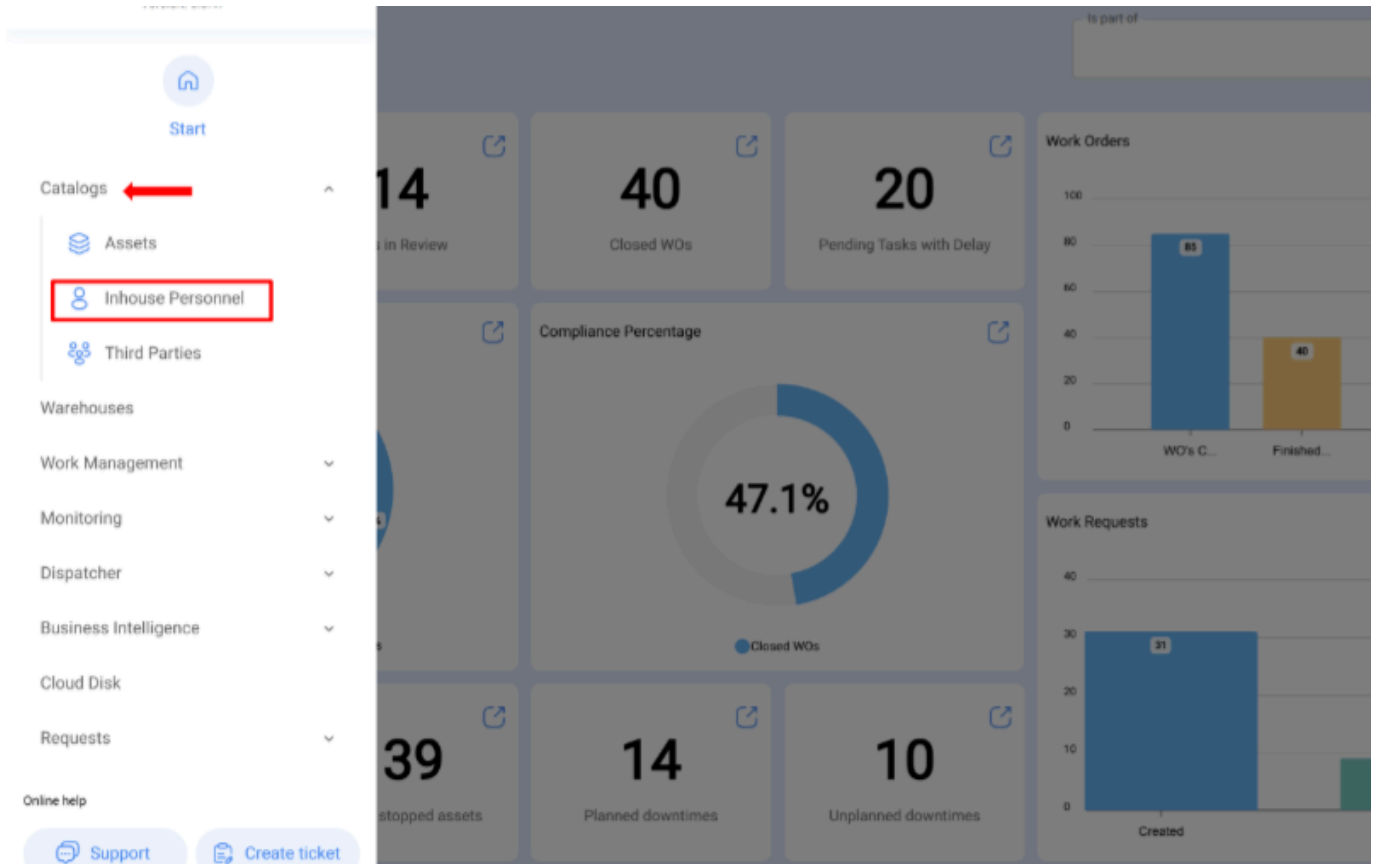 Start
Catalogs
Assets
Inhouse Personnel
Third Parties
Warehouses
Work Management
Monitoring
Dispatcher
Business Intelligence
Cloud Disk
Requests
Online help
Support
Create ticket
Is part of
14
in Review
40
Closed WOs
20
Pending Tasks with Delay
Compliance Percentage
47.1%
Closed WOs
39
stopped assets
14
Planned downtimes
10
Unplanned downtimes
Work Orders
100
80
60
40
20
0
85
40
WO's C...
Finished...
Work Requests
40
30
20
10
0
31
Created